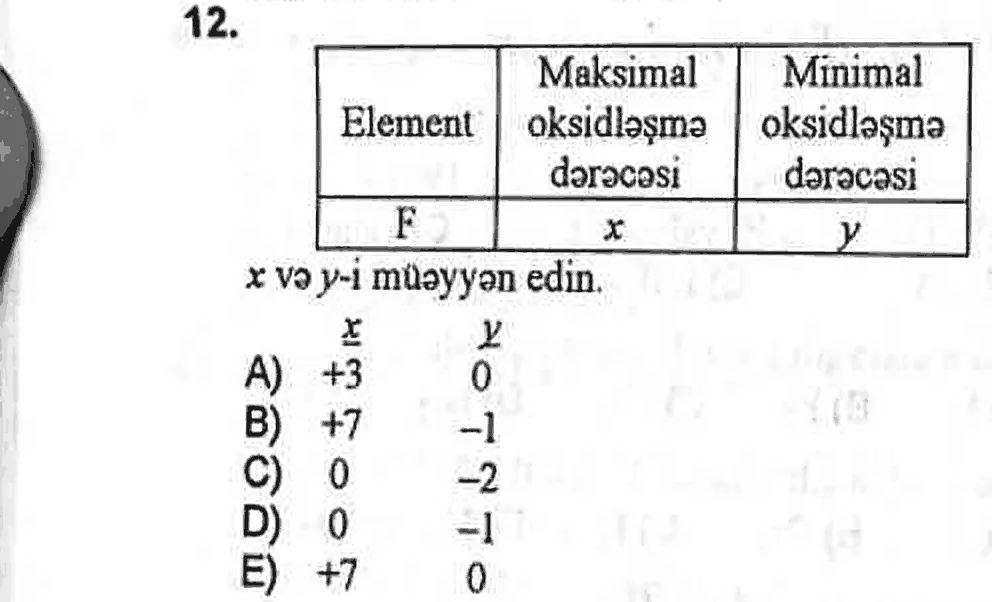 12.
Element Maksimal oksidləşmə dərəcəsi Minimal oksidləşmə dərəcəsi
F x y
x və y-i müəyyən edin.
x y
A) +3 0
B) +7 –1
C) 0 –2
D) 0 –1
E) +7 0